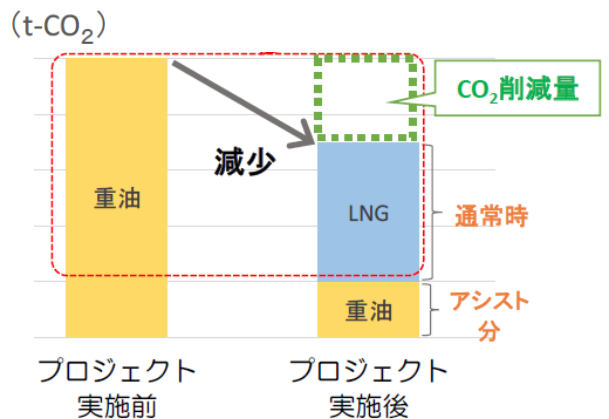 （t-CO₂）
CO₂削減量
減少
重油
LNG
通常時
重油
アシスト
分
プロジェクト
実施前
プロジェクト
実施後